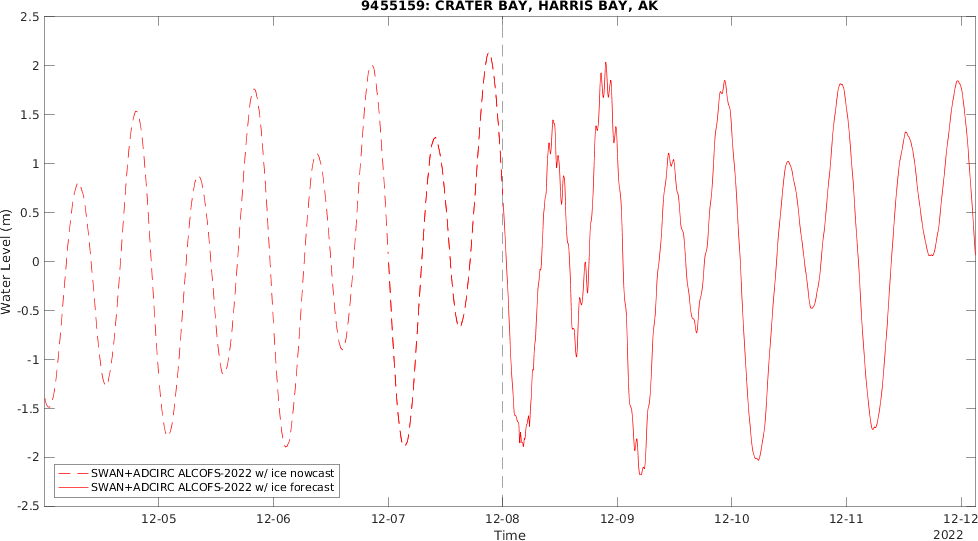 9455159: CRATER BAY, HARRIS BAY, AK
2.5
2
1.5
1
0.5
0
-0.5
-1
-1.5
-2
-2.5
Water Level (m)
SWAN+ADCIRC ALCOFS-2022 w/ ice nowcast
SWAN+ADCIRC ALCOFS-2022 w/ ice forecast
12-05 12-06 12-07 12-08 12-09 12-10 12-11 12-12
Time 2022